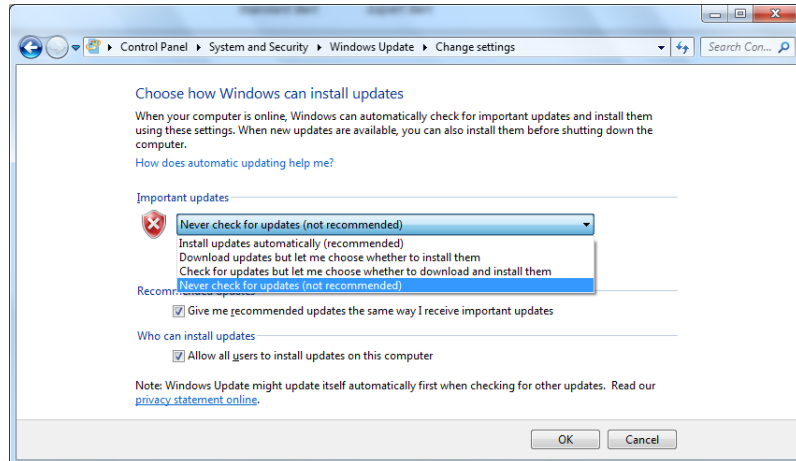 Control Panel ▸ System and Security ▸ Windows Update ▸ Change settings
Search Con...
Choose how Windows can install updates
When your computer is online, Windows can automatically check for important updates and install them
using these settings. When new updates are available, you can also install them before shutting down the
computer.
How does automatic updating help me?
Important updates
Never check for updates (not recommended)
Install updates automatically (recommended)
Download updates but let me choose whether to install them
Check for updates but let me choose whether to download and install them
Never check for updates (not recommended)
Recommended updates
Give me recommended updates the same way I receive important updates
Who can install updates
Allow all users to install updates on this computer
Note: Windows Update might update itself automatically first when checking for other updates. Read our
privacy statement online.
OK Cancel